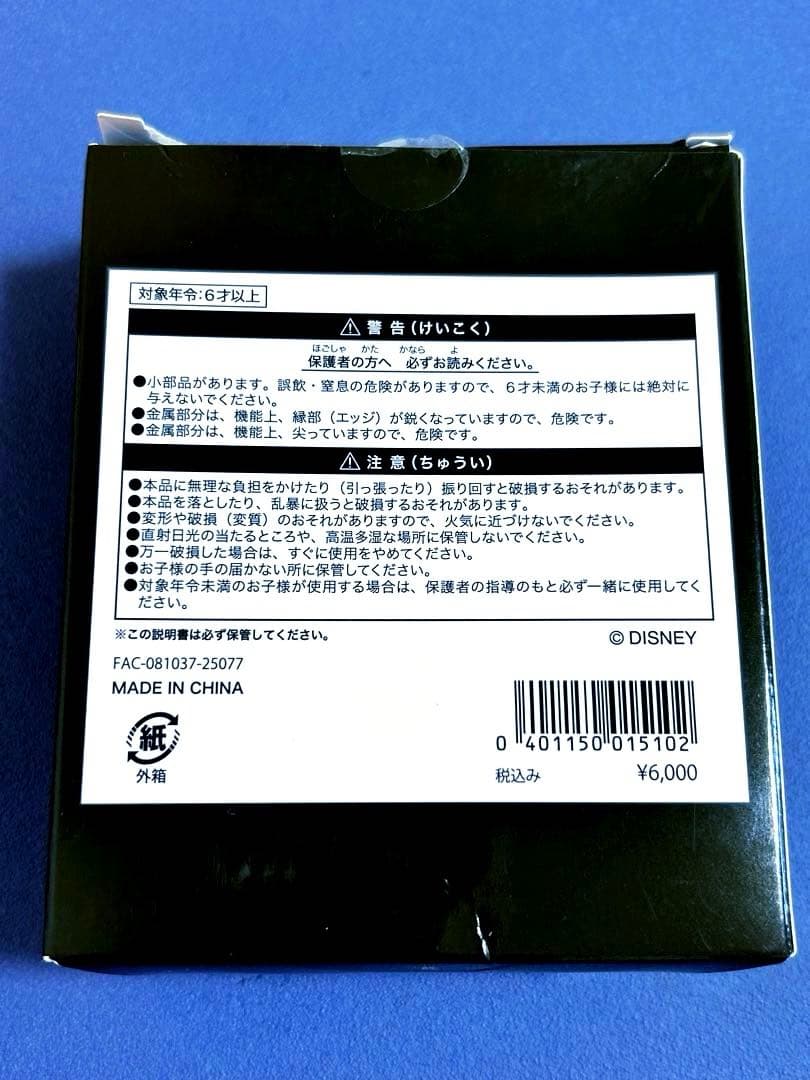 対象年令:6才以上
⚠警告(けいこく)
ほごしゃ かた かなら よ
保護者の方へ 必ずお読みください。
●小部品があります。誤飲・窒息の危険がありますので、6才未満のお子様には絶対に
与えないでください。
●金属部分は、機能上、縁部(エッジ)が鋭くなっていますので、危険です。
●金属部分は、機能上、尖っていますので、危険です。
⚠注意(ちゅうい)
●本品に無理な負担をかけたり(引っ張ったり)振り回すと破損するおそれがあります。
●本品を落としたり、乱暴に扱うと破損するおそれがあります。
●変形や破損(変質)のおそれがありますので、火気に近づけないでください。
●直射日光の当たるところや、高温多湿な場所に保管しないでください。
●万一破損した場合は、すぐに使用をやめてください。
●お子様の手の届かない所に保管してください。
●対象年令未満のお子様が使用する場合は、保護者の指導のもと必ず一緒に使用してく
ださい。
※この説明書は必ず保管してください。
© DISNEY
FAC-081037-25077
MADE IN CHINA
紙
外箱
0 401150 015102
税込み ¥6,000